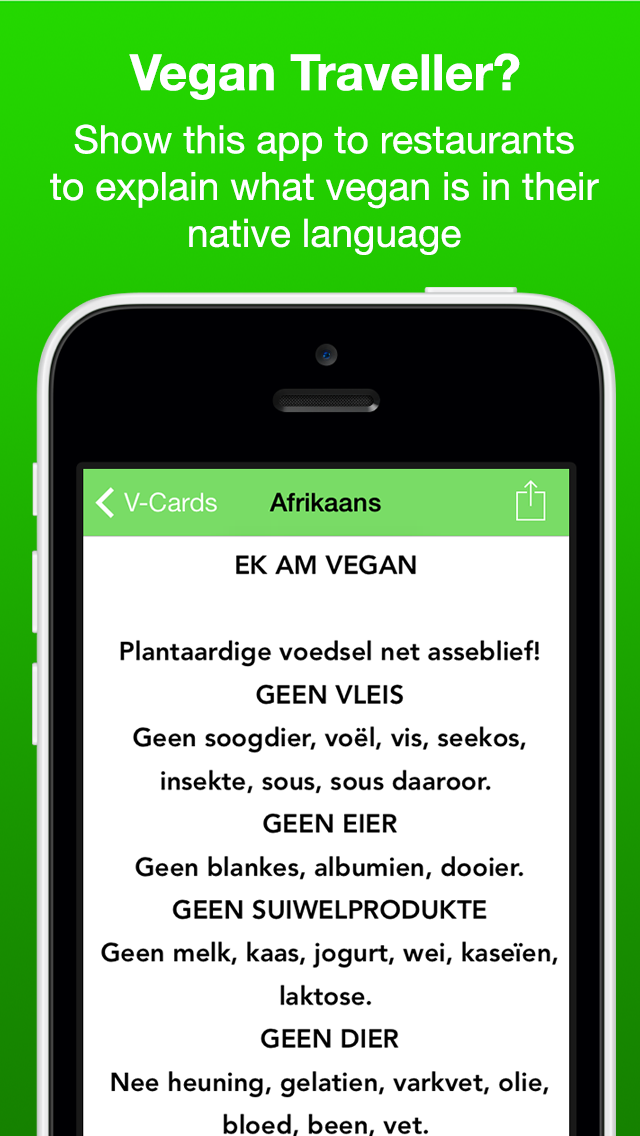 Vegan Traveller?
Show this app to restaurants
to explain what vegan is in their
native language
V-Cards
Afrikaans
EK AM VEGAN
Plantaardige voedsel net asseblief!
GEEN VLEIS
Geen soogdier, voël, vis, seekos,
insekte, sous, sous daaroor.
GEEN EIER
Geen blankes, albumien, dooier.
GEEN SUIWELPRODUKTE
Geen melk, kaas, jogurt, wei, kaseïen,
laktose.
GEEN DIER
Nee heuning, gelatien, varkvet, olie,
bloed, been, vet.